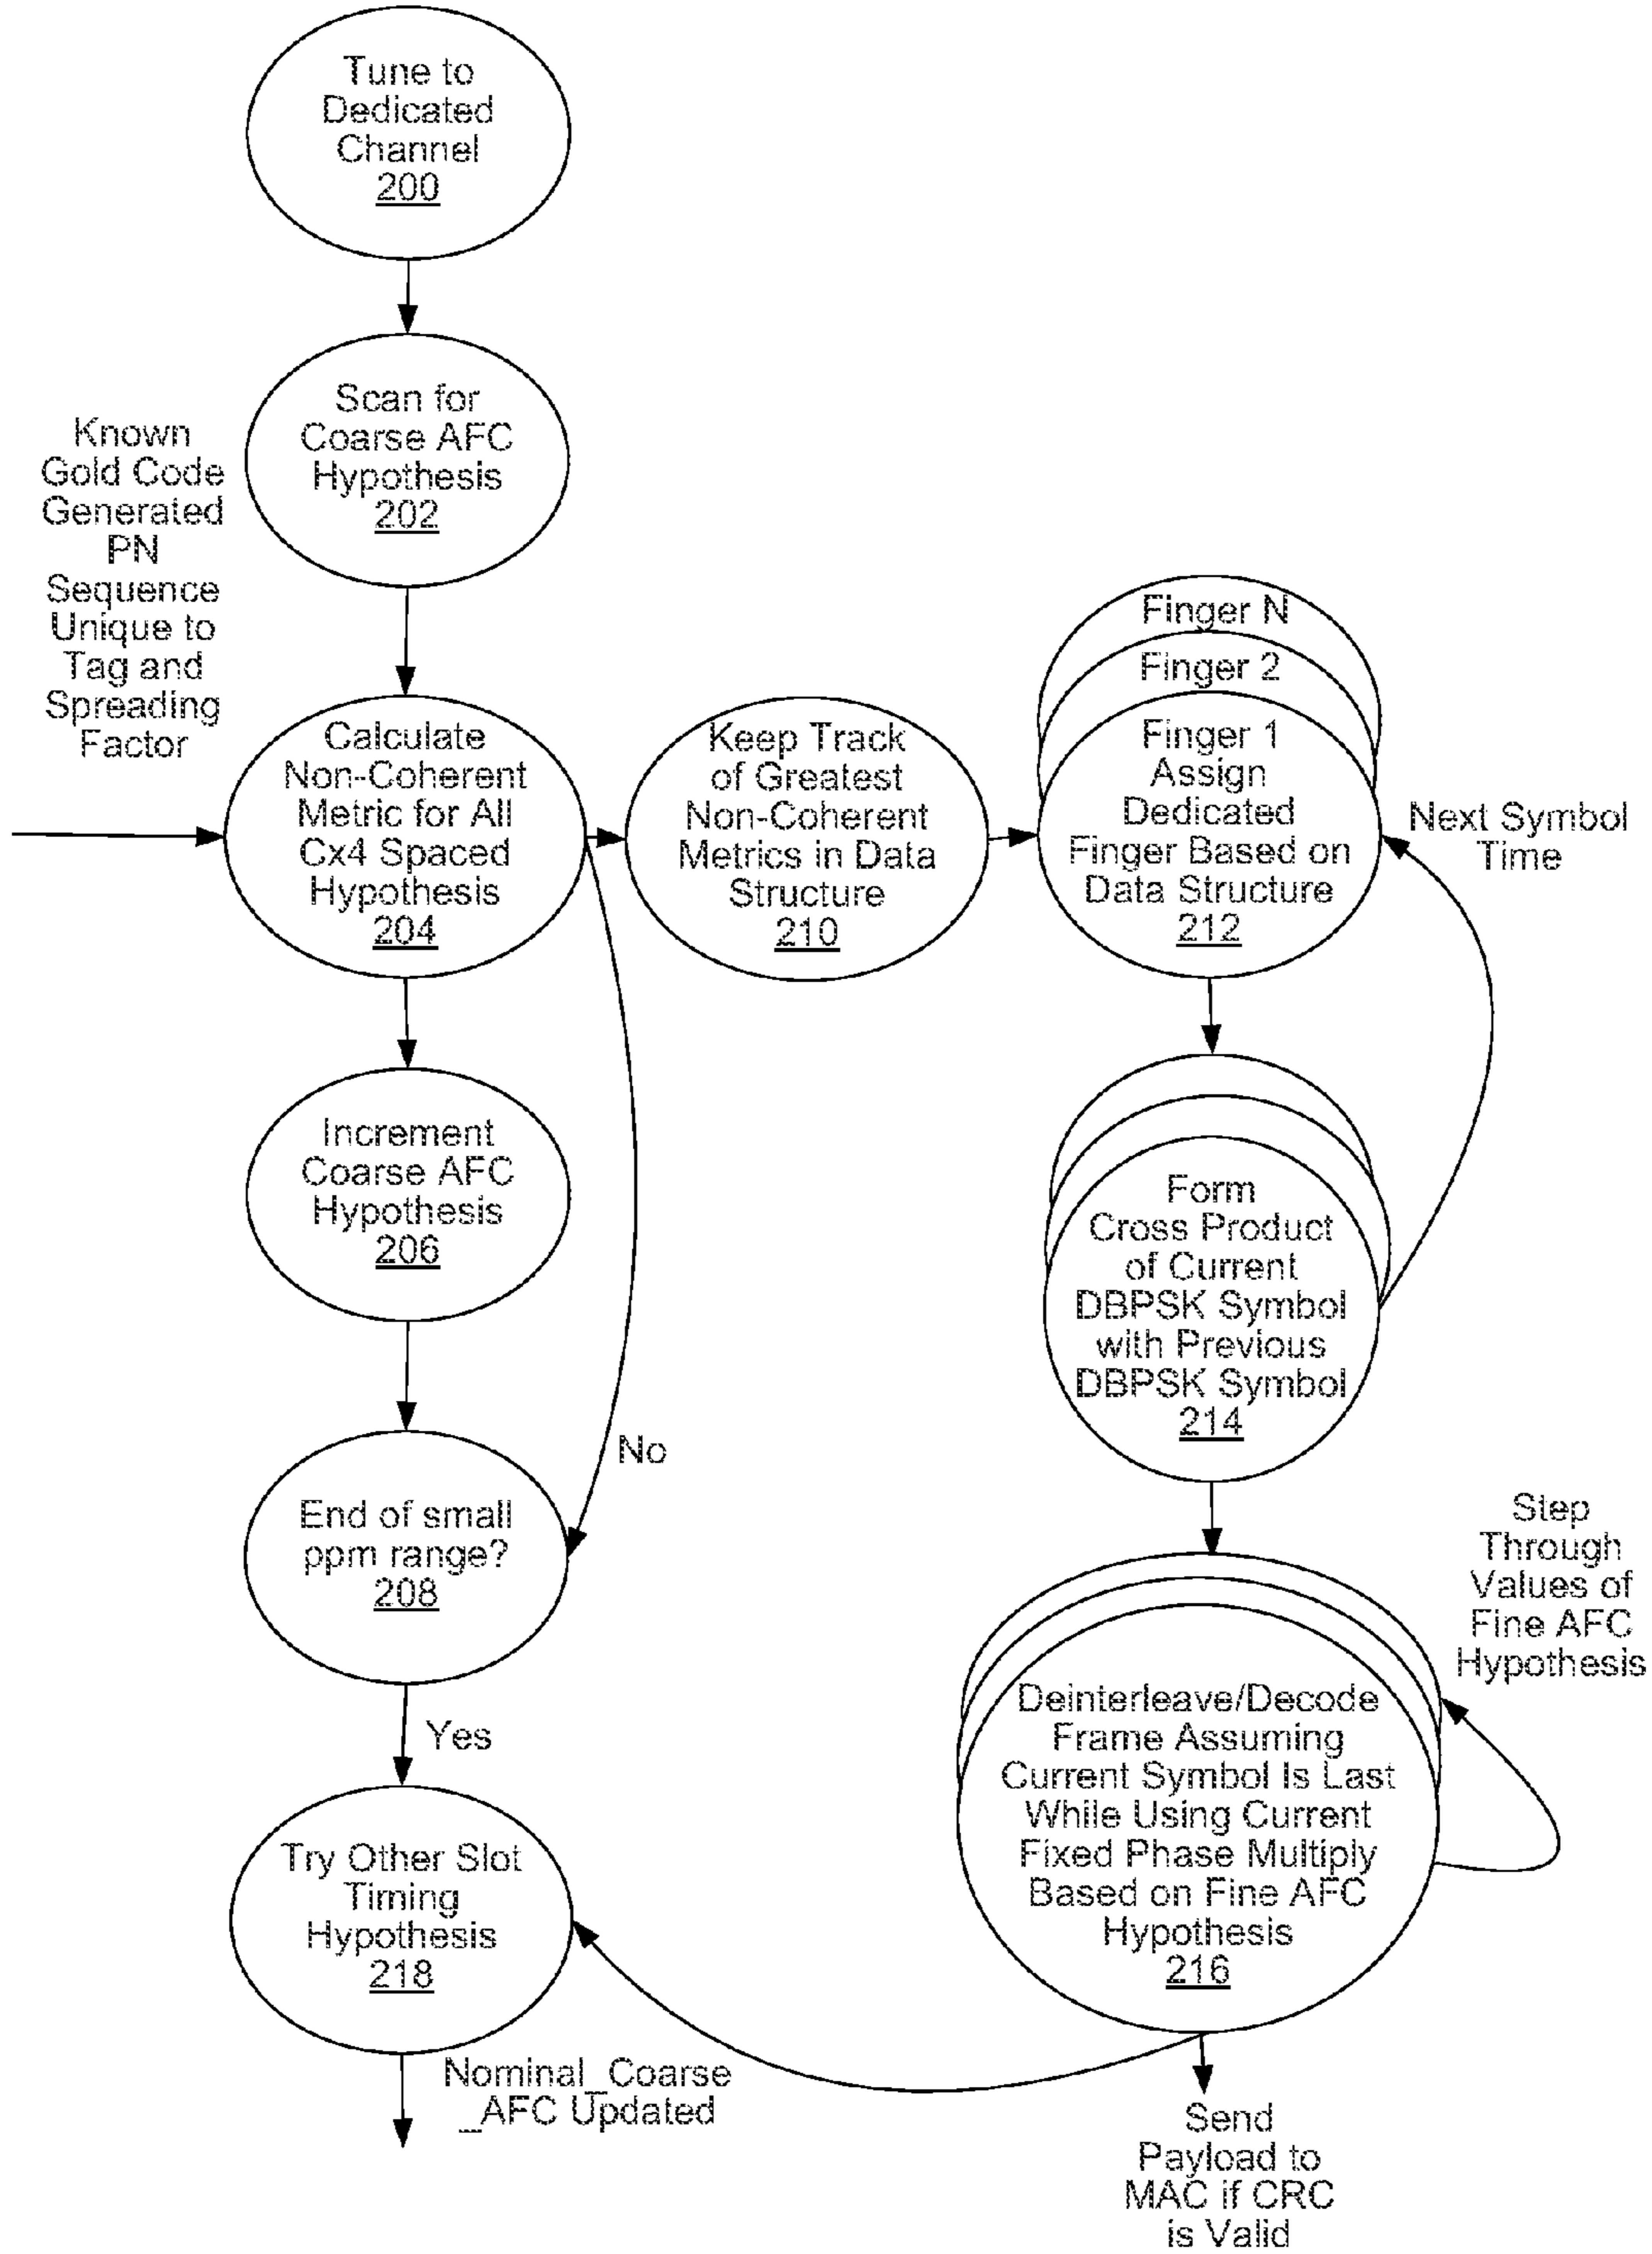 Tune to
Dedicated
Channel
200
Scan for
Coarse AFC
Hypothesis
202
Known
Gold Code
Generated
PN
Sequence
Unique to
Tag and
Spreading
Factor
Calculate
Non-Coherent
Metric for All
Cx4 Spaced
Hypothesis
204
Keep Track
of Greatest
Non-Coherent
Metrics in Data
Structure
210
Finger N
Finger 2
Finger 1
Assign
Dedicated
Finger Based on
Data Structure
212
Next Symbol
Time
Increment
Coarse AFC
Hypothesis
206
Form
Cross Product
of Current
DBPSK Symbol
with Previous
DBPSK Symbol
214
No
End of small
ppm range?
208
Yes
Step
Through
Values of
Fine AFC
Hypothesis
Deinterleave/Decode
Frame Assuming
Current Symbol Is Last
While Using Current
Fixed Phase Multiply
Based on Fine AFC
Hypothesis
216
Try Other Slot
Timing
Hypothesis
218
Nominal_Coarse
_AFC Updated
Send
Payload to
MAC if CRC
is Valid